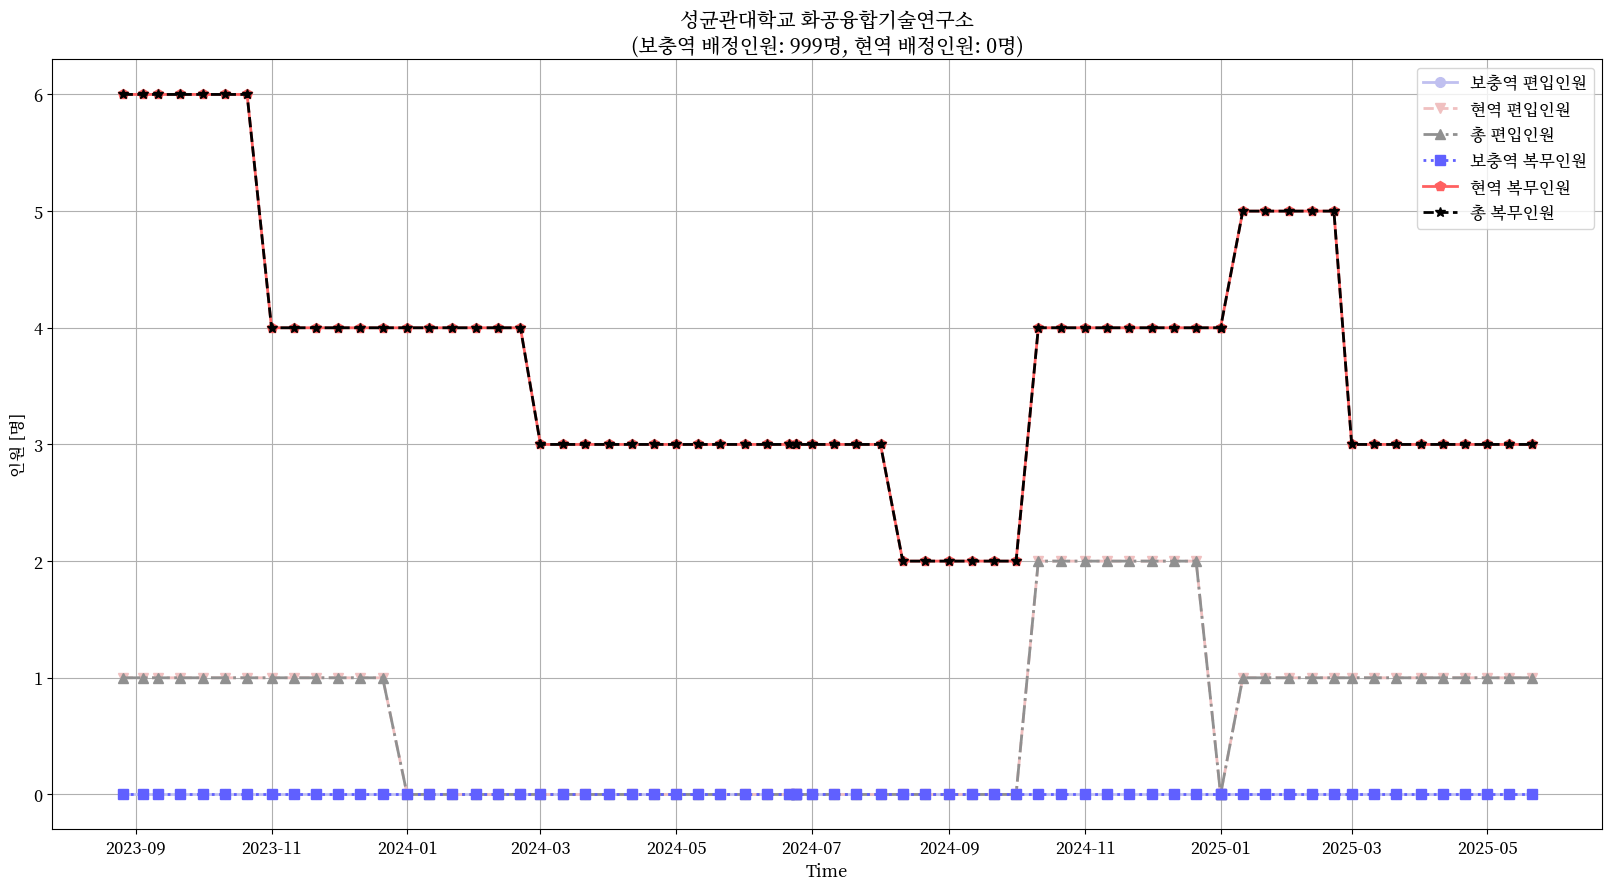 성균관대학교 화공융합기술연구소
(보충역 배정인원: 999명, 현역 배정인원: 0명)
보충역 편입인원
현역 편입인원
총 편입인원
보충역 복무인원
현역 복무인원
총 복무인원
인원 [명]
6
5
4
3
2
1
0
2023-09
2023-11
2024-01
2024-03
2024-05
2024-07
2024-09
2024-11
2025-01
2025-03
2025-05
Time